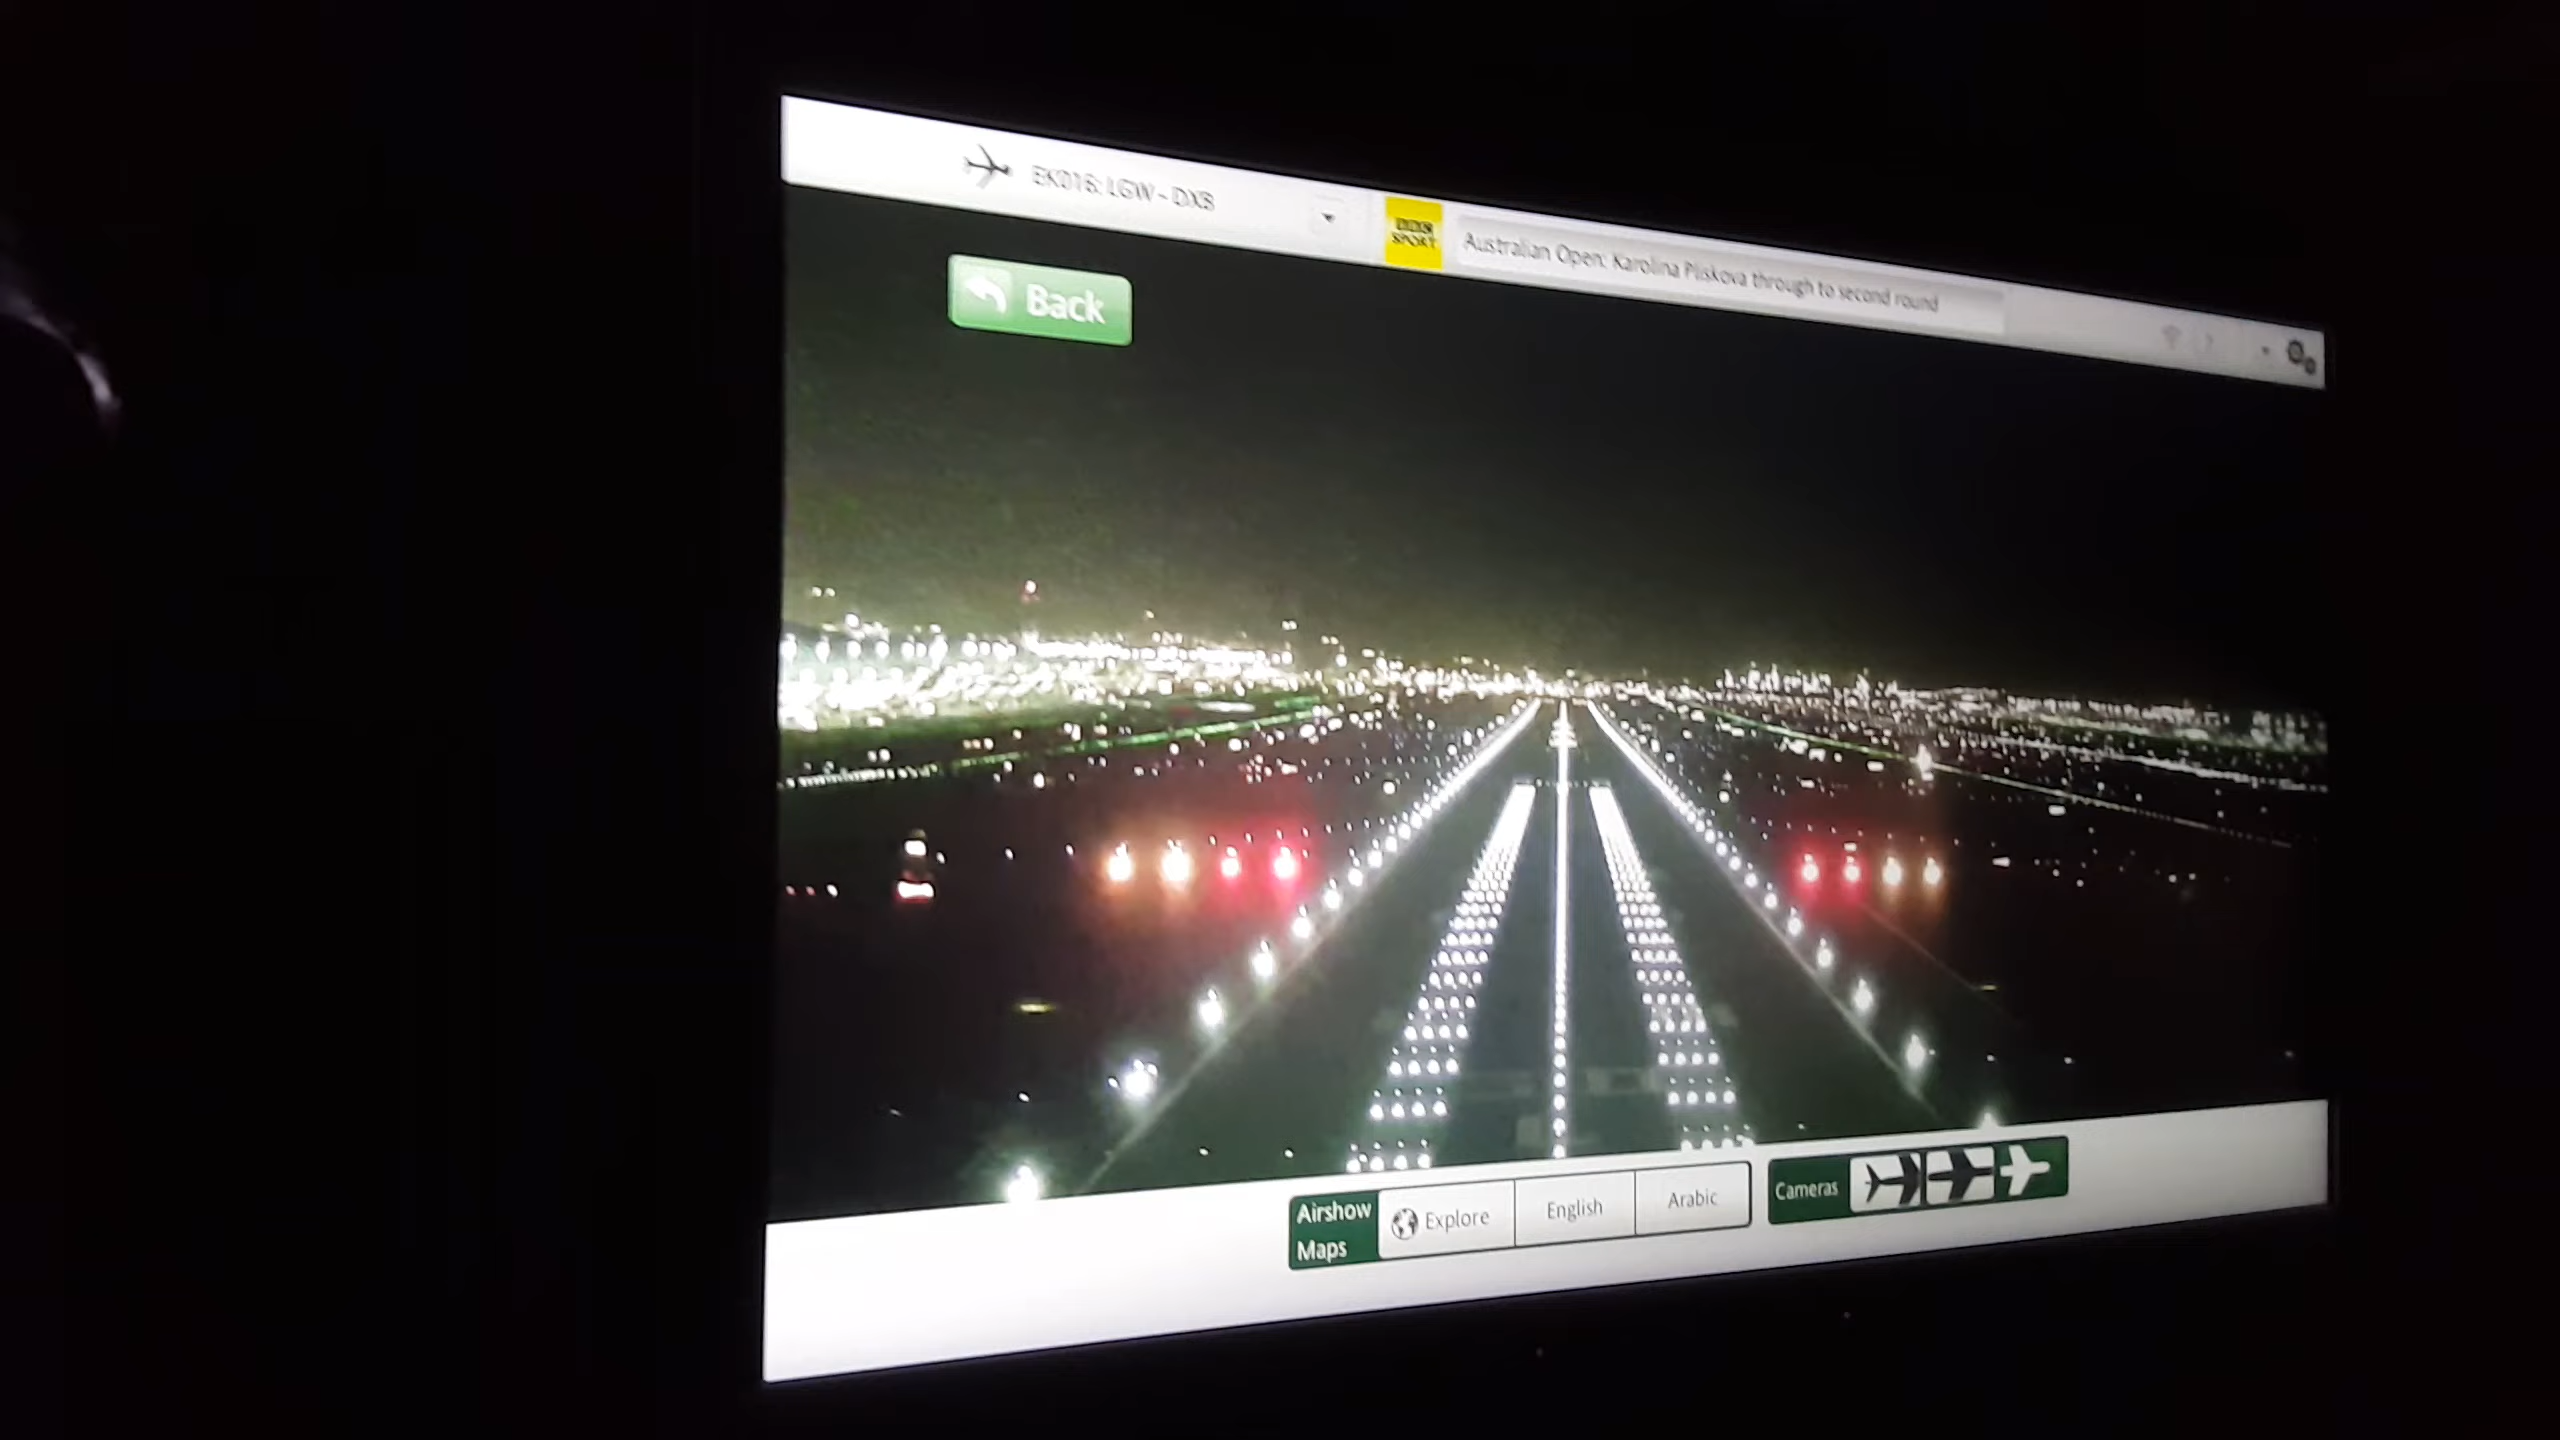 EK016: LGW - DXB
BBC
SPORT
Australian Open: Karolina Pliskova through to second round
Back
Airshow
Maps
Explore
English
Arabic
Cameras